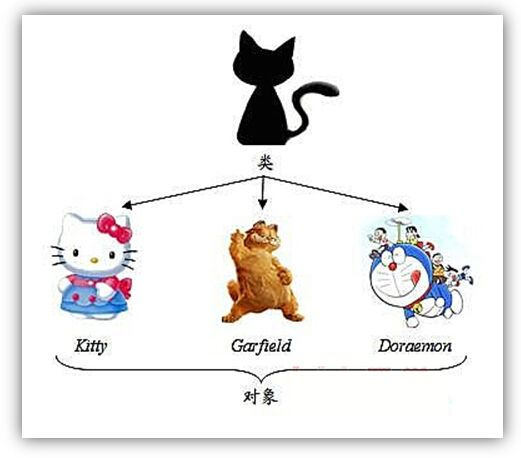 类
Kitty
Garfield
Doraemon
对象